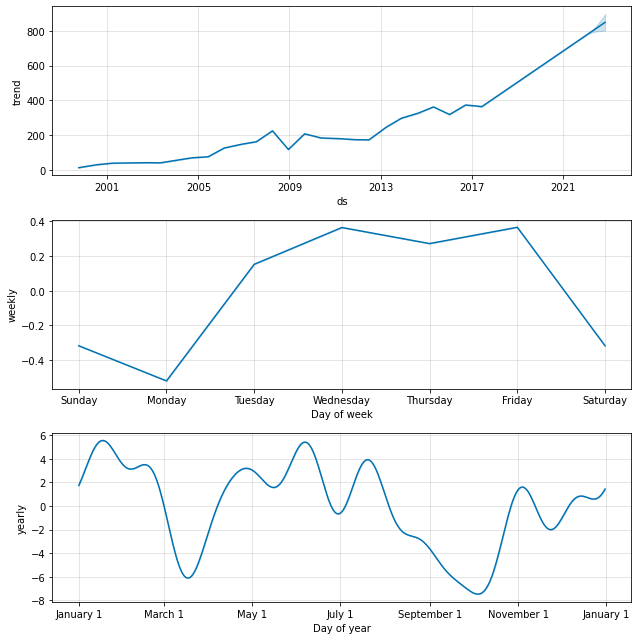 800
600
400
200
0
trend
2001 2005 2009 2013 2017 2021
ds
0.4
0.2
0.0
−0.2
−0.4
weekly
Sunday Monday Tuesday Wednesday Thursday Friday Saturday
Day of week
6
4
2
0
−2
−4
−6
−8
yearly
January 1 March 1 May 1 July 1 September 1 November 1 January 1
Day of year